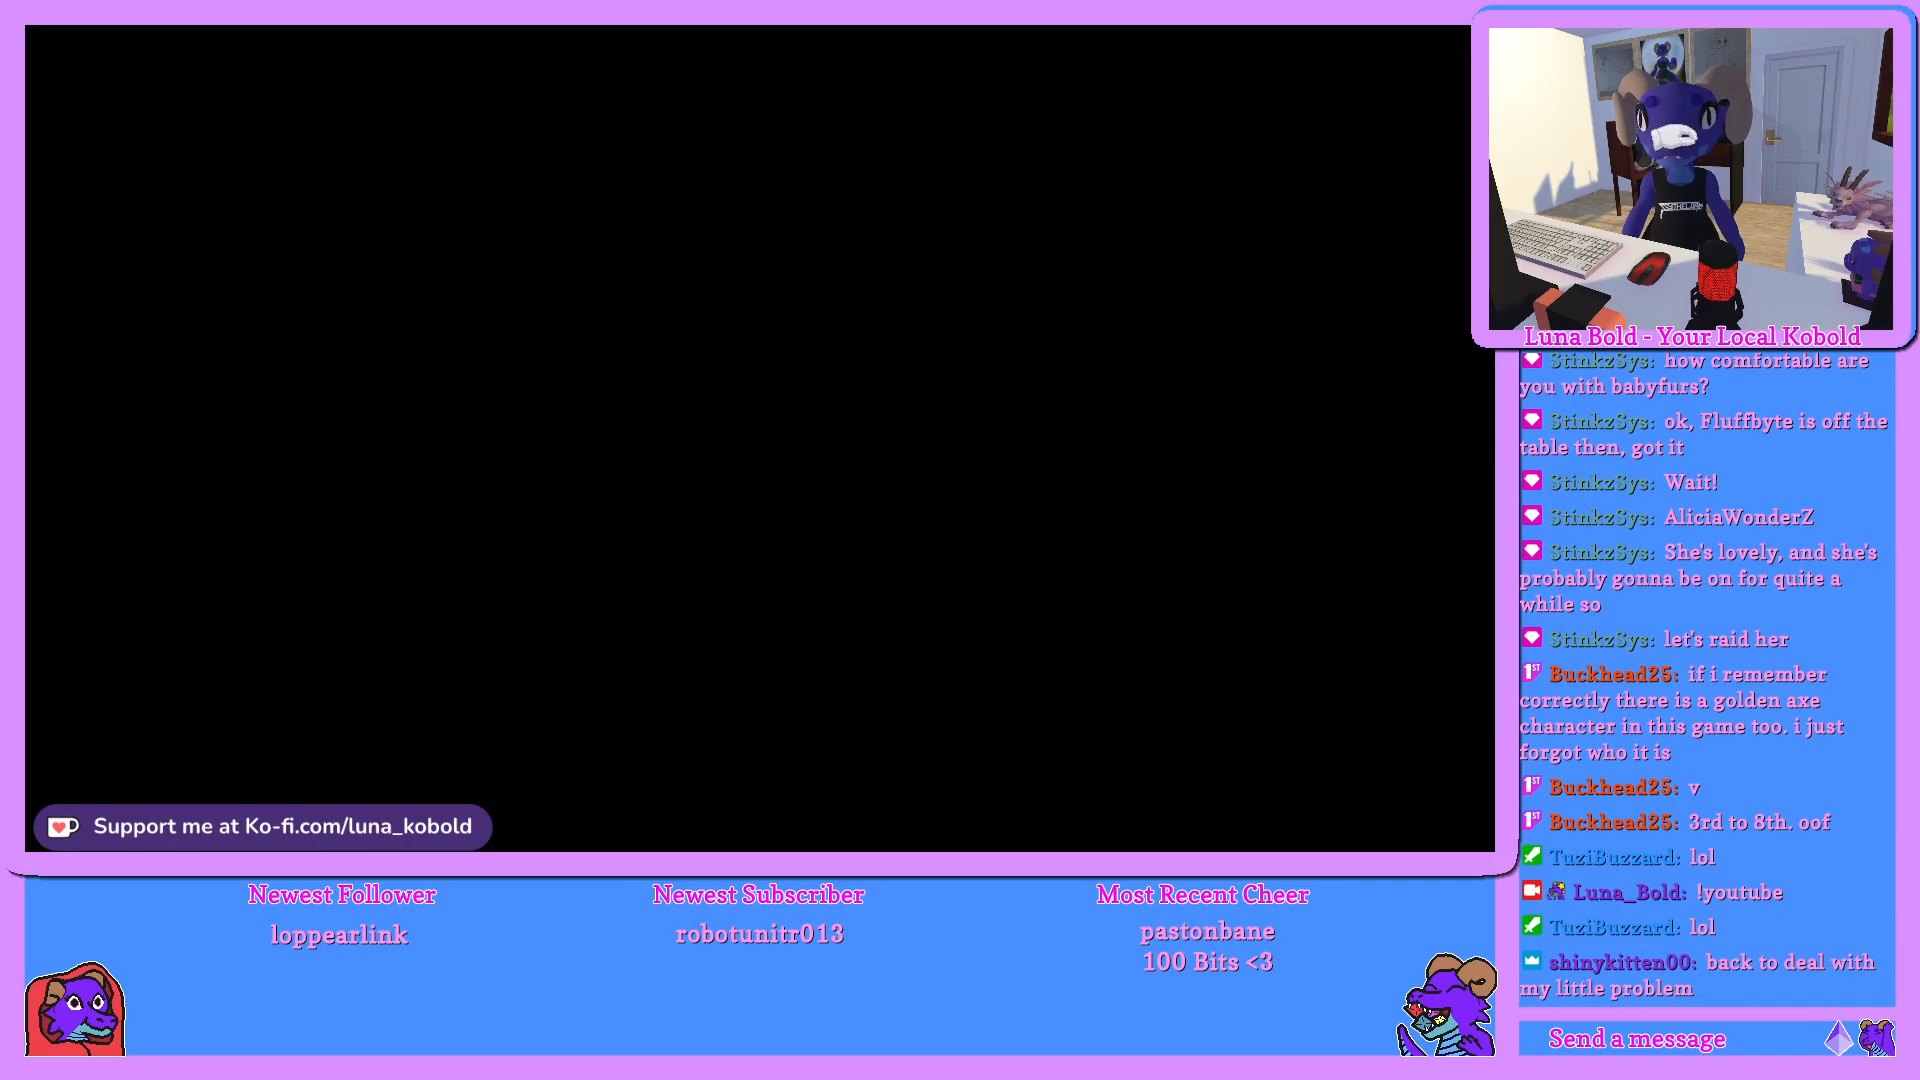 Luna Bold - Your Local Kobold
StinkzSys: how comfortable are
you with babyfurs?
StinkzSys: ok, Fluffbyte is off the
table then, got it
StinkzSys: Wait!
StinkzSys: AliciaWonderZ
StinkzSys: She's lovely, and she's
probably gonna be on for quite a
while so
StinkzSys: let's raid her
1ST Buckhead25: if i remember
correctly there is a golden axe
character in this game too. i just
forgot who it is
1ST Buckhead25: v
1ST Buckhead25: 3rd to 8th. oof
TuziBuzzard: lol
Luna_Bold: !youtube
TuziBuzzard: lol
shinykitten00: back to deal with
my little problem
Send a message
Support me at Ko-fi.com/luna_kobold
Newest Follower
loppearlink
Newest Subscriber
robotunitr013
Most Recent Cheer
pastonbane
100 Bits <3